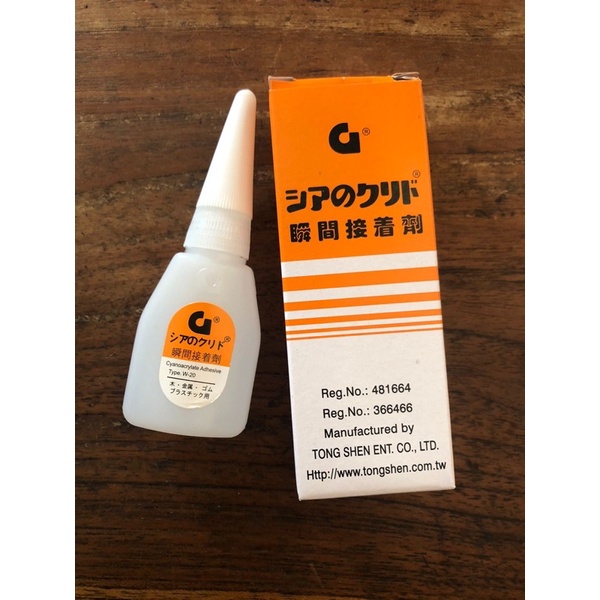 G®
シアのクリド®
瞬間接着劑
Cyanoacrylate Adhesive
Type. W-20
木・金属・ゴム
プラスチック用
G®
シアのクリド®
瞬間接着劑
Reg.No.: 481664
Reg.No.: 366466
Manufactured by
TONG SHEN ENT. CO., LTD.
Http://www.tongshen.com.tw